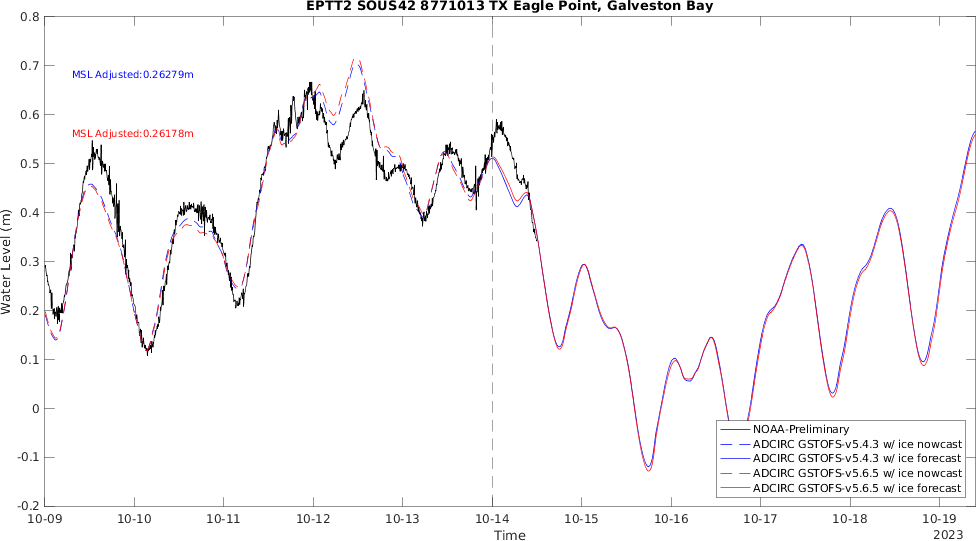 EPTT2 SOUS42 8771013 TX Eagle Point, Galveston Bay
0.8
0.7
MSL Adjusted:0.26279m
0.6
MSL Adjusted:0.26178m
0.5
0.4
0.3
Water Level (m)
0.2
0.1
0
NOAA-Preliminary
ADCIRC GSTOFS-v5.4.3 w/ ice nowcast
-0.1
ADCIRC GSTOFS-v5.4.3 w/ ice forecast
ADCIRC GSTOFS-v5.6.5 w/ ice nowcast
ADCIRC GSTOFS-v5.6.5 w/ ice forecast
-0.2
10-09 10-10 10-11 10-12 10-13 10-14 10-15 10-16 10-17 10-18 10-19
Time
2023